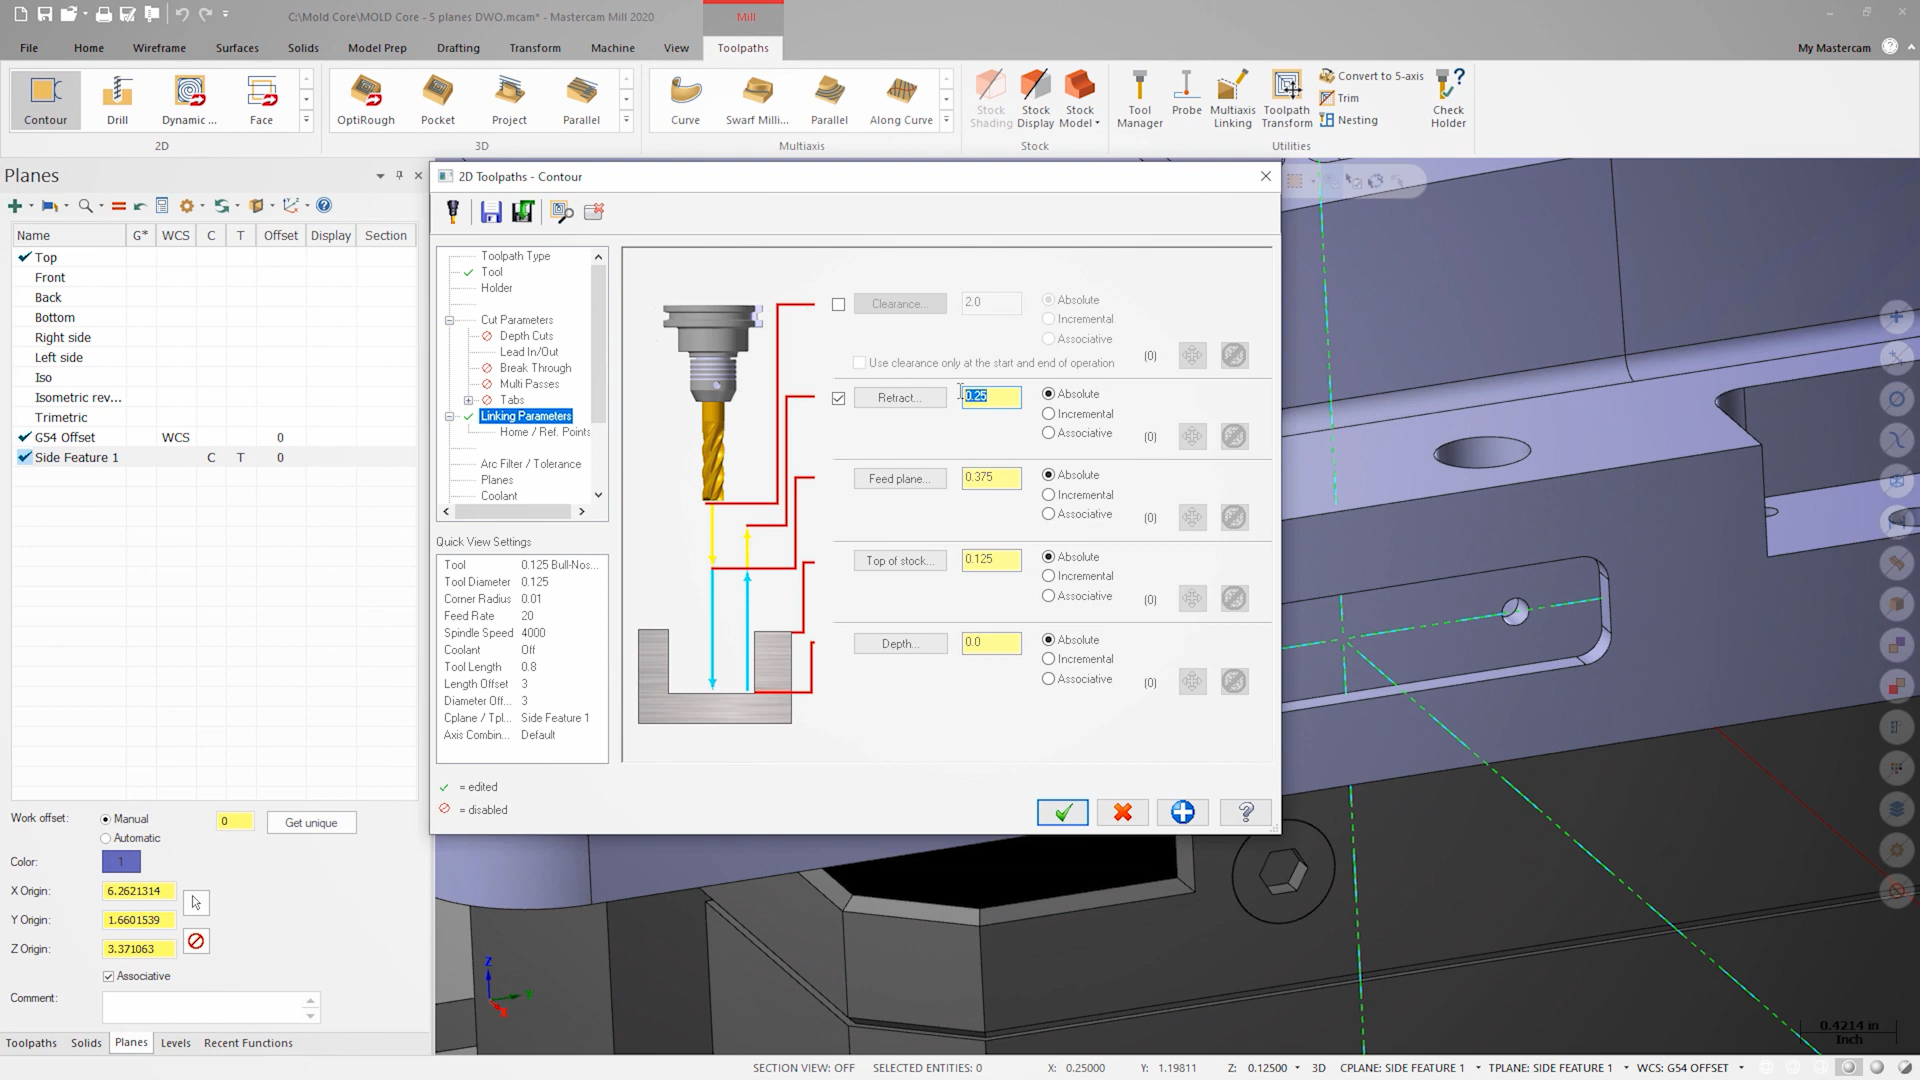 C:\Mold Core\MOLD Core - 5 planes DWO.mcam* - Mastercam Mill 2020
Mill
File Home Wireframe Surfaces Solids Model Prep Drafting Transform Machine View Toolpaths My Mastercam
Contour Drill Dynamic ... Face
2D
OptiRough Pocket Project Parallel
3D
Curve Swarf Milli... Parallel Along Curve
Multiaxis
Stock Shading Stock Display Stock Model
Stock
Tool Manager Probe Multiaxis Linking Toolpath Transform
Convert to 5-axis
Trim
Nesting
Check Holder
Utilities
Planes
Name G* WCS C T Offset Display Section
Top
Front
Back
Bottom
Right side
Left side
Iso
Isometric rev...
Trimetric
G54 Offset WCS 0
Side Feature 1 C T 0
Work offset: Manual 0 Get unique
Automatic
Color: 1
X Origin: 6.2621314
Y Origin: 1.6601539
Z Origin: 3.371063
Associative
Comment:
Toolpaths Solids Planes Levels Recent Functions
2D Toolpaths - Contour
Toolpath Type
Tool
Holder
Cut Parameters
Depth Cuts
Lead In/Out
Break Through
Multi Passes
Tabs
Linking Parameters
Home / Ref. Points
Arc Filter / Tolerance
Planes
Coolant
Quick View Settings
Tool 0.125 Bull-Nos...
Tool Diameter 0.125
Corner Radius 0.01
Feed Rate 20
Spindle Speed 4000
Coolant Off
Tool Length 0.8
Length Offset 3
Diameter Off... 3
Cplane / Tpl... Side Feature 1
Axis Combin... Default
= edited
= disabled
Clearance... 2.0 Absolute
Incremental
Associative
Use clearance only at the start and end of operation (0)
Retract... 0.25 Absolute
Incremental
Associative (0)
Feed plane... 0.375 Absolute
Incremental
Associative (0)
Top of stock... 0.125 Absolute
Incremental
Associative (0)
Depth... 0.0 Absolute
Incremental
Associative (0)
Z
Y
X
0.4214 in
Inch
SECTION VIEW: OFF SELECTED ENTITIES: 0 X: 0.25000 Y: 1.19811 Z: 0.12500 3D CPLANE: SIDE FEATURE 1 TPLANE: SIDE FEATURE 1 WCS: G54 OFFSET